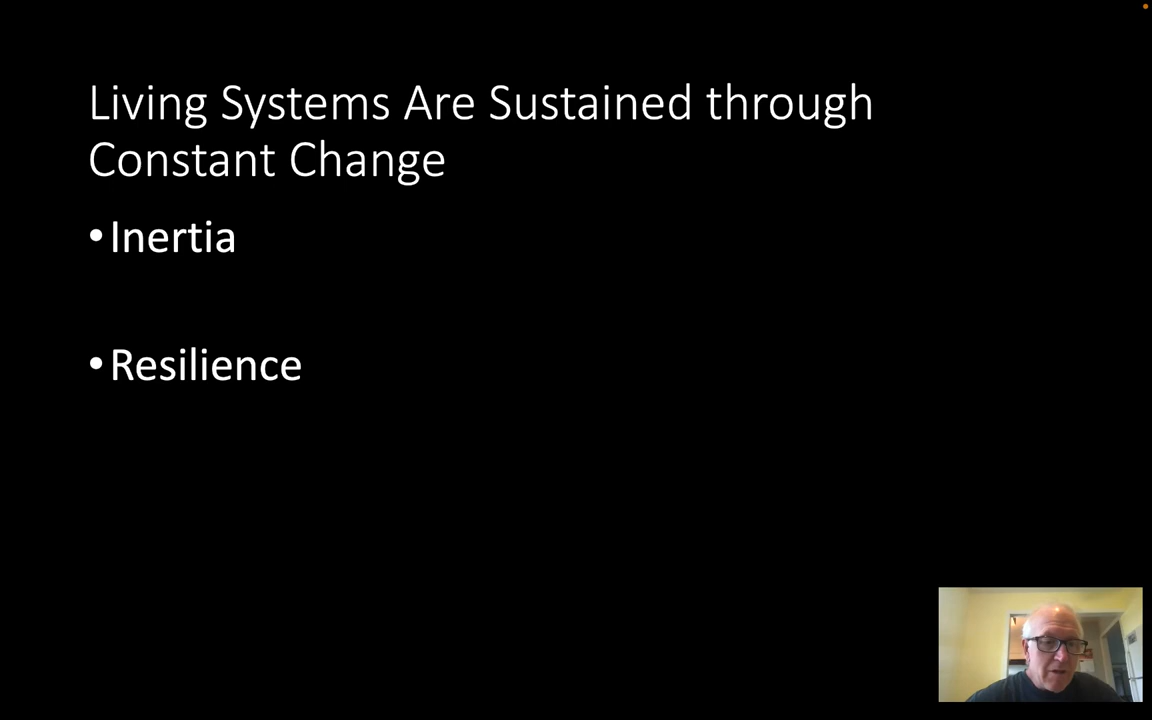 Living Systems Are Sustained through
Constant Change
•Inertia
•Resilience